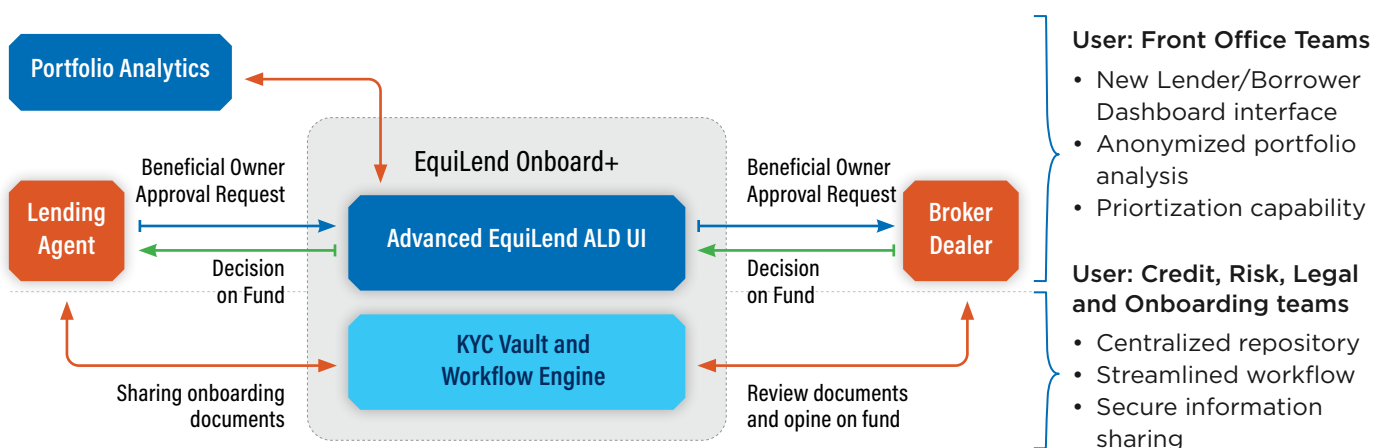 Portfolio Analytics
EquiLend Onboard+
Beneficial Owner
Approval Request
Beneficial Owner
Approval Request
Lending
Agent
Advanced EquiLend ALD UI
Broker
Dealer
Decision
on Fund
Decision
on Fund
KYC Vault and
Workflow Engine
Sharing onboarding
documents
Review documents
and opine on fund
User: Front Office Teams
• New Lender/Borrower
Dashboard interface
• Anonymized portfolio
analysis
• Priortization capability
User: Credit, Risk, Legal
and Onboarding teams
• Centralized repository
• Streamlined workflow
• Secure information
sharing